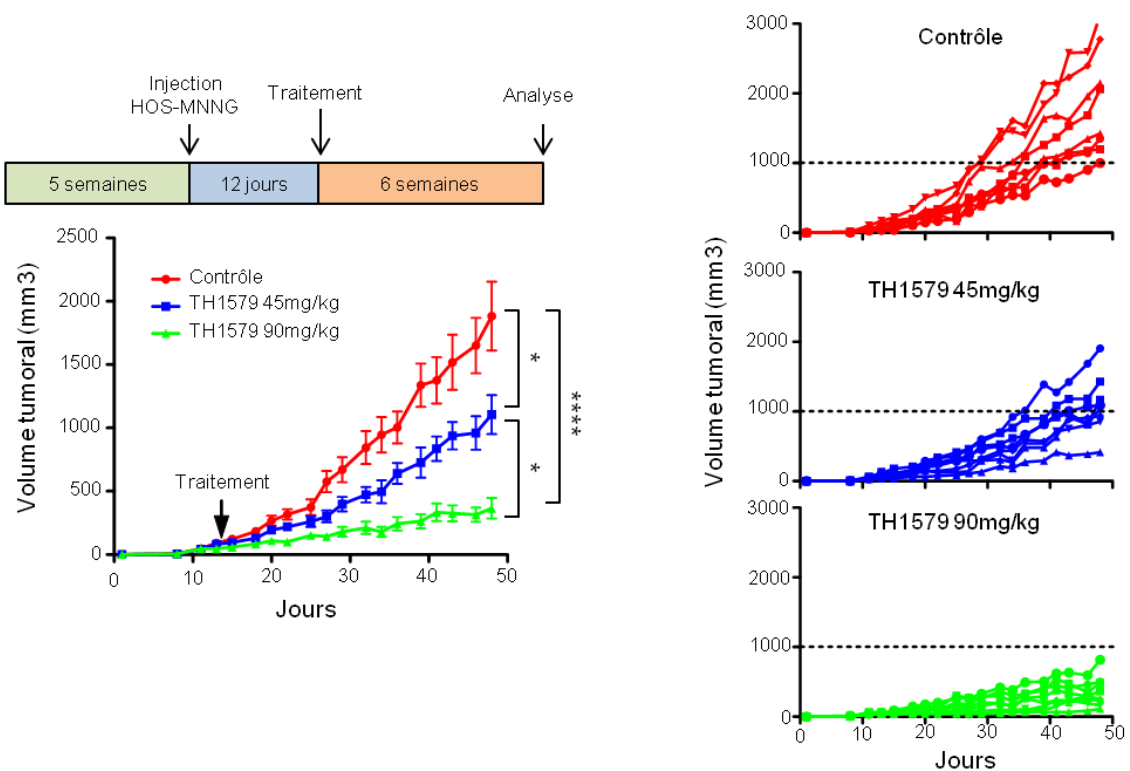 Injection
HOS-MNNG
Traitement
Analyse
5 semaines
12 jours
6 semaines
Volume tumoral (mm3)
2500
2000
1500
1000
500
0
Contrôle
TH1579 45mg/kg
TH1579 90mg/kg
Traitement
*
*
****
0 10 20 30 40 50
Jours
Volume tumoral (mm3)
Contrôle
3000
2000
1000
0
TH1579 45mg/kg
3000
2000
1000
0
TH1579 90mg/kg
3000
2000
1000
0
0 10 20 30 40 50
Jours